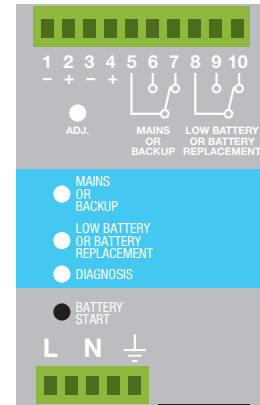 1 2 3 4 5 6 7 8 9 10
– + – +
ADJ.
MAINS
OR
BACKUP
LOW BATTERY
OR BATTERY
REPLACEMENT
MAINS
OR
BACKUP
LOW BATTERY
OR BATTERY
REPLACEMENT
DIAGNOSIS
BATTERY
START
L N